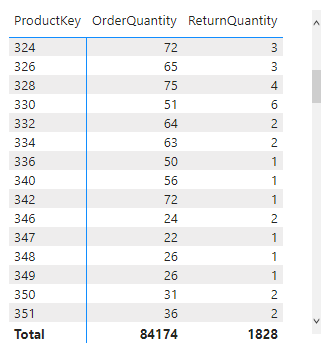 ProductKey OrderQuantity ReturnQuantity
324 72 3
326 65 3
328 75 4
330 51 6
332 64 2
334 63 2
336 50 1
340 56 1
342 72 1
346 24 2
347 22 1
348 26 1
349 26 1
350 31 2
351 36 2
Total 84174 1828